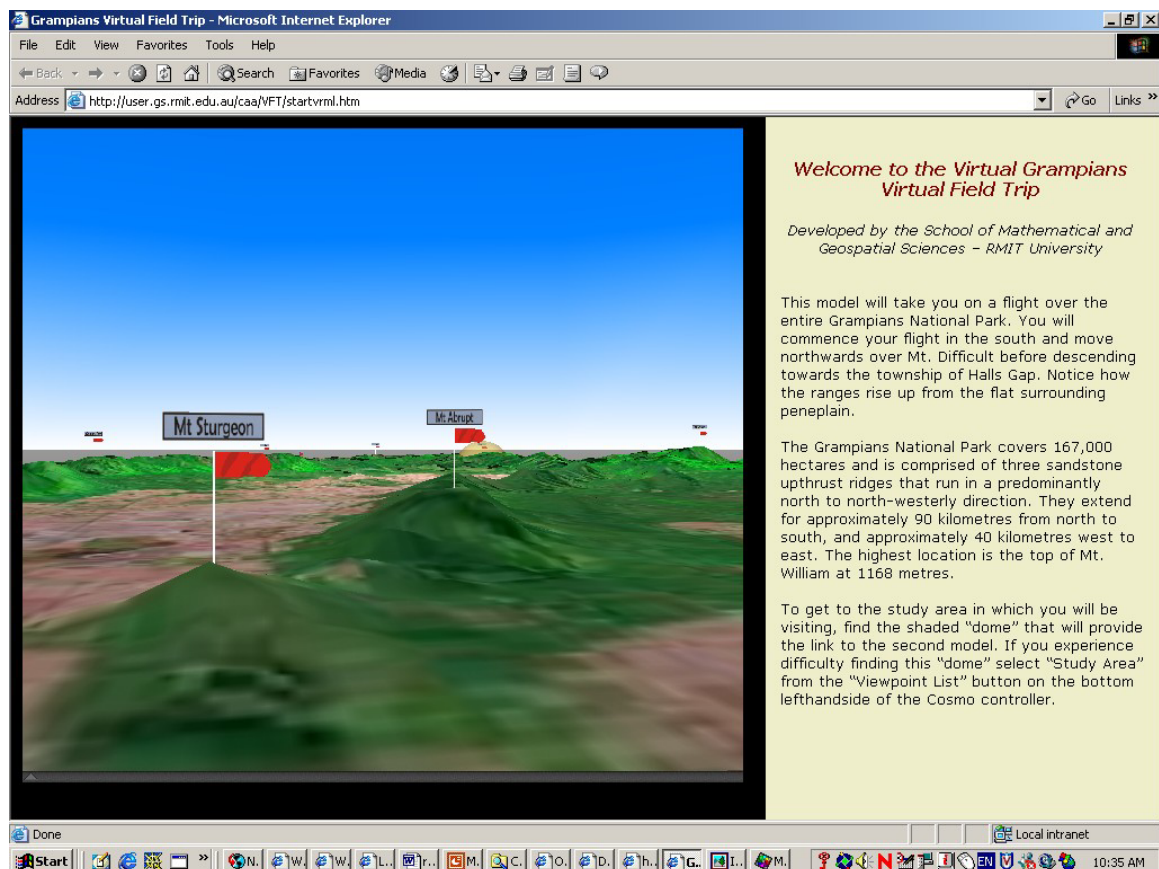 Grampians Virtual Field Trip - Microsoft Internet Explorer
File Edit View Favorites Tools Help
Back Search Favorites Media
Address http://user.gs.rmit.edu.au/caa/VFT/startvrml.htm Go Links »
Welcome to the Virtual Grampians
Virtual Field Trip
Developed by the School of Mathematical and
Geospatial Sciences – RMIT University
This model will take you on a flight over the
entire Grampians National Park. You will
commence your flight in the south and move
northwards over Mt. Difficult before descending
towards the township of Halls Gap. Notice how
the ranges rise up from the flat surrounding
peneplain.
The Grampians National Park covers 167,000
hectares and is comprised of three sandstone
upthrust ridges that run in a predominantly
north to north-westerly direction. They extend
for approximately 90 kilometres from north to
south, and approximately 40 kilometres west to
east. The highest location is the top of Mt.
William at 1168 metres.
To get to the study area in which you will be
visiting, find the shaded “dome” that will provide
the link to the second model. If you experience
difficulty finding this “dome” select “Study Area”
from the “Viewpoint List” button on the bottom
lefthandside of the Cosmo controller.
Mt Abrupt
Mt Sturgeon
Done Local intranet
Start » N. W. W. L. r.. M. C. O. D. h.. G.. I.. M. N EN 10:35 AM